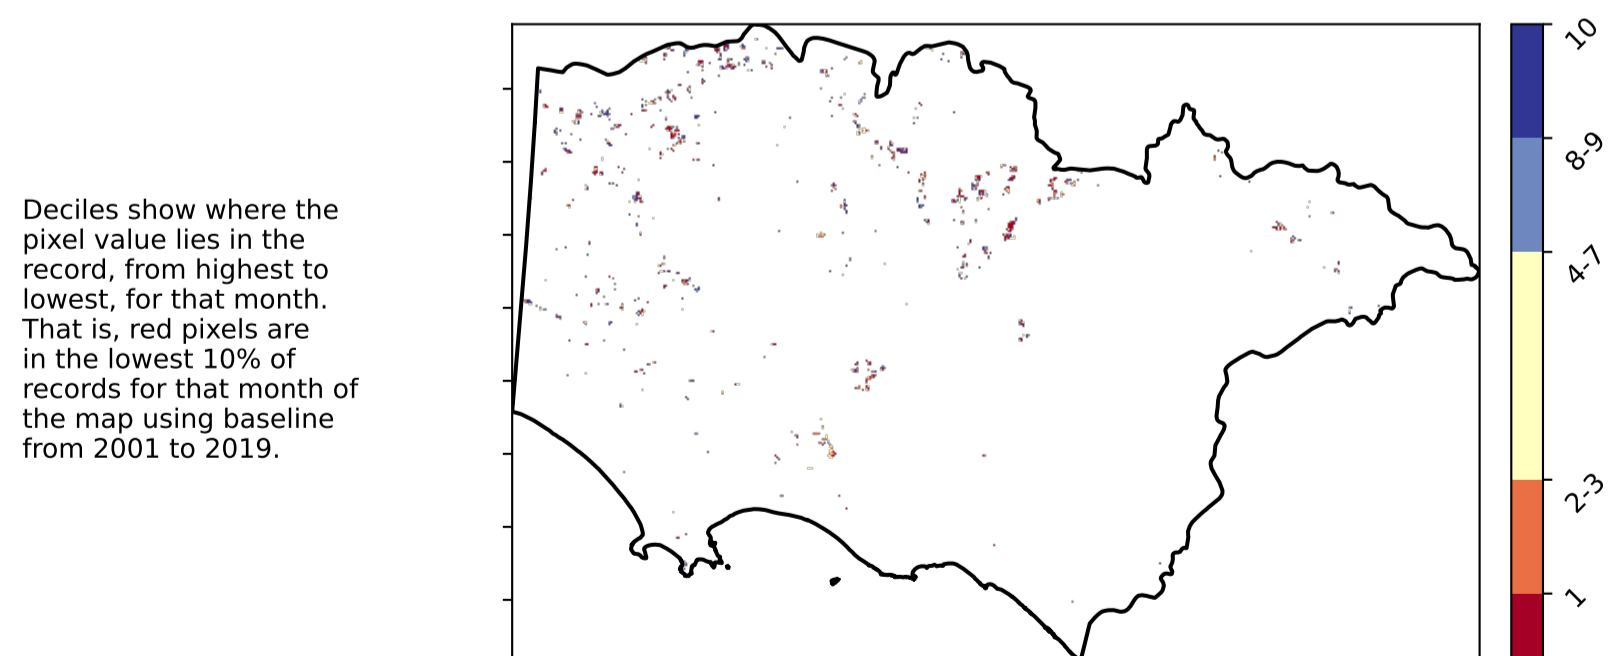 Deciles show where the
pixel value lies in the
record, from highest to
lowest, for that month.
That is, red pixels are
in the lowest 10% of
records for that month of
the map using baseline
from 2001 to 2019.
10
8-9
4-7
2-3
1